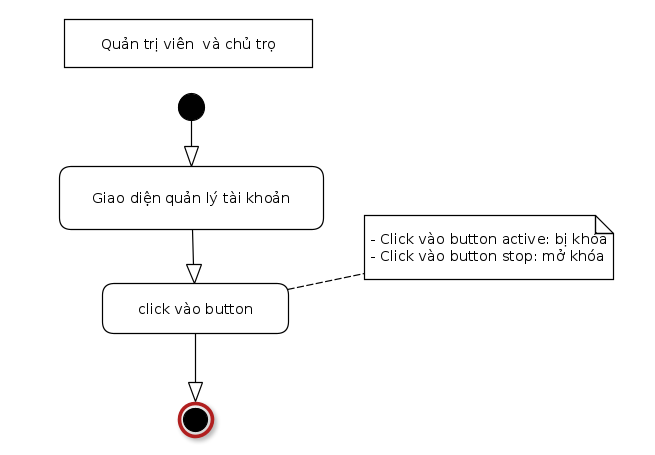 Quản trị viên và chủ trọ
Giao diện quản lý tài khoản
- Click vào button active: bị khóa
- Click vào button stop: mở khóa
click vào button